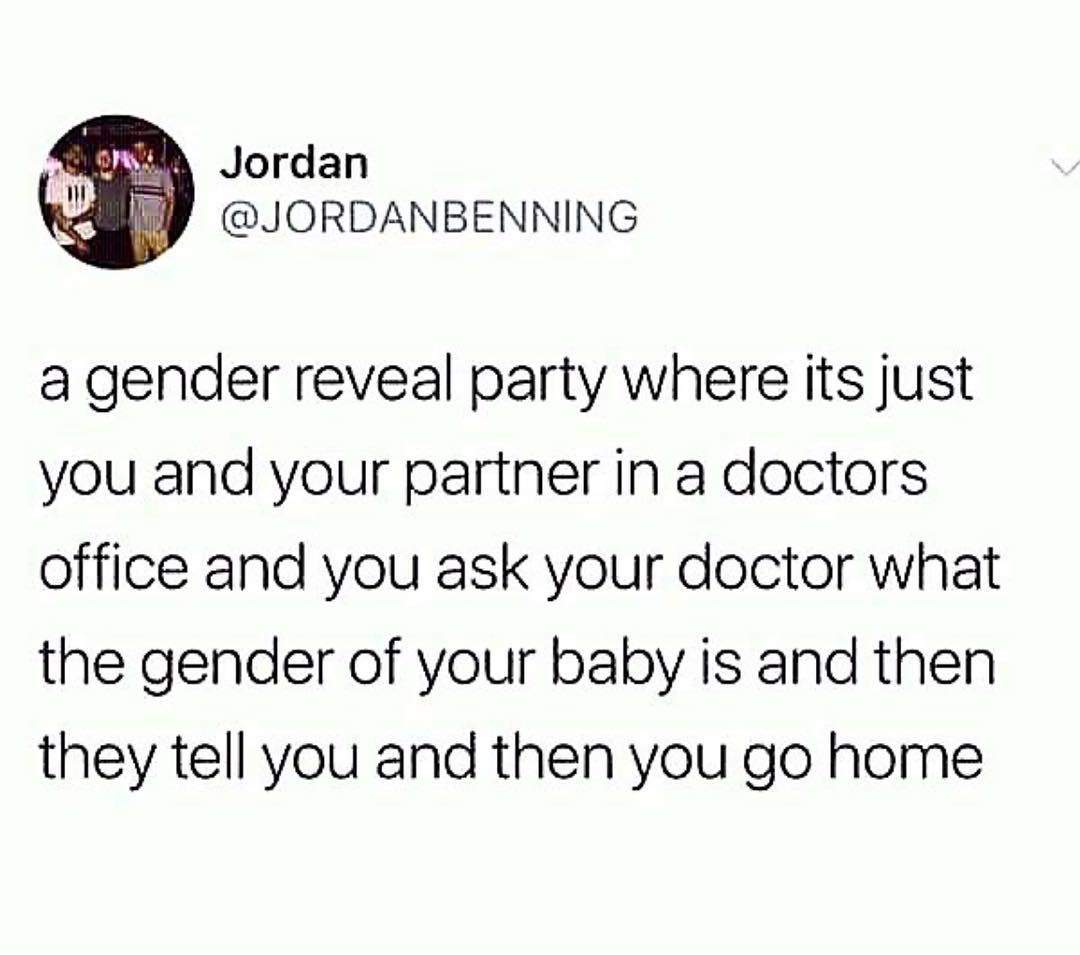 Jordan
@JORDANBENNING
a gender reveal party where its just
you and your partner in a doctors
office and you ask your doctor what
the gender of your baby is and then
they tell you and then you go home